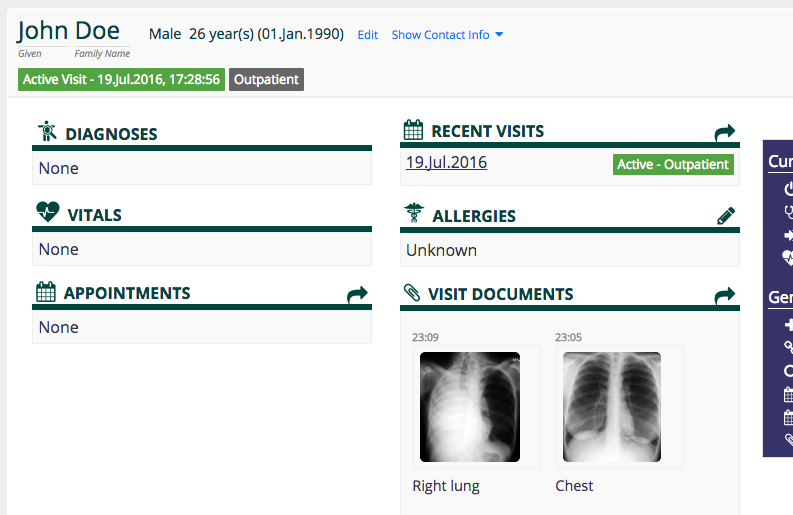 John Doe
Given Family Name
Male 26 year(s) (01.Jan.1990) Edit Show Contact Info
Active Visit - 19.Jul.2016, 17:28:56 Outpatient
DIAGNOSES
None
VITALS
None
APPOINTMENTS
None
RECENT VISITS
19.Jul.2016 Active - Outpatient
ALLERGIES
Unknown
VISIT DOCUMENTS
23:09 23:05
Right lung Chest
Cur
Gen